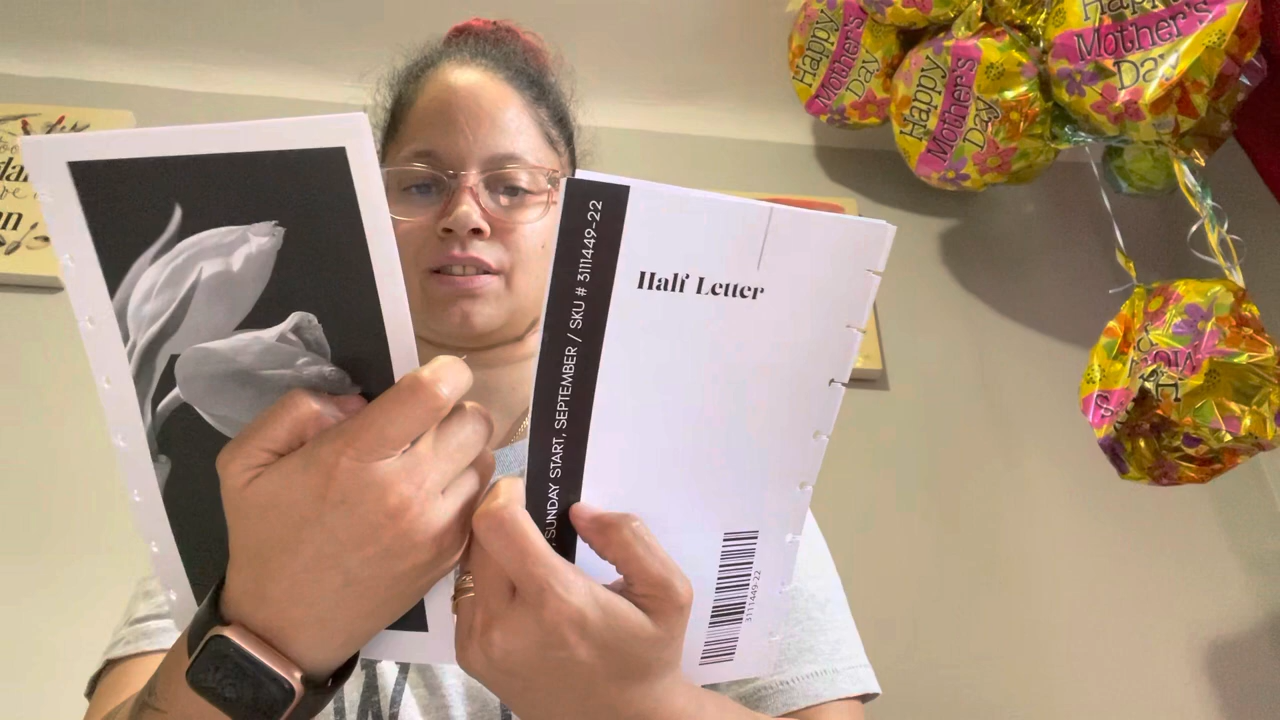 Happy
Mother's
Day
Happy
Mother's
Day
Happy
Mother's
Day
SUNDAY START, SEPTEMBER / SKU # 3111449-22
Half Letter
3111449-22